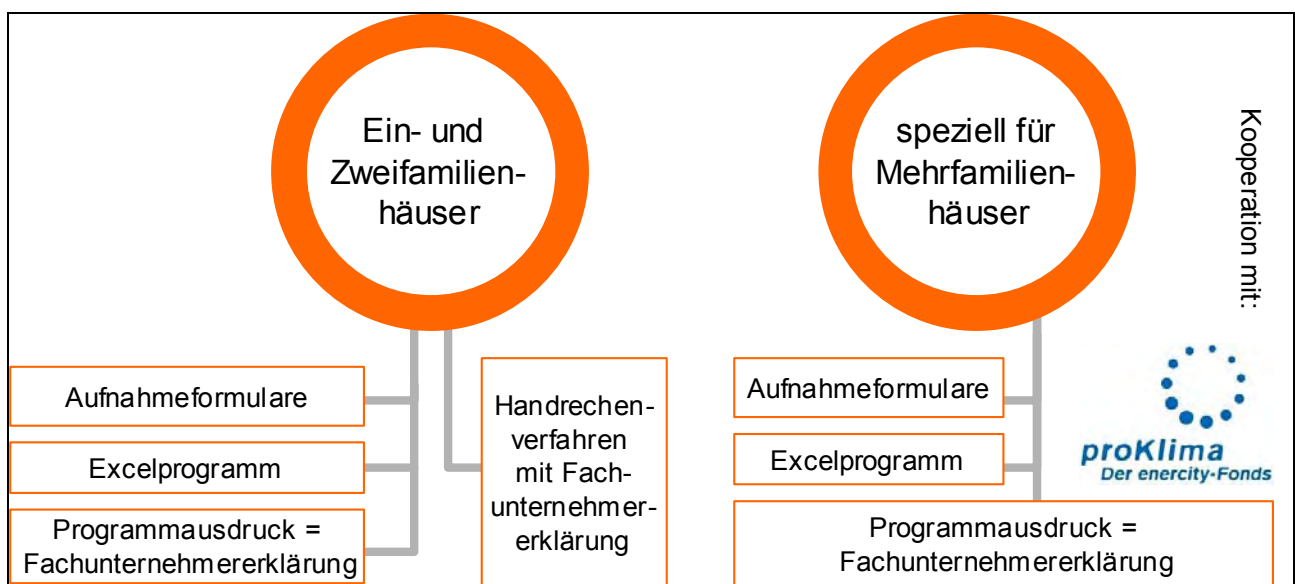 Ein- und
Zweifamilien-
häuser
Aufnahmeformulare
Excelprogramm
Programmausdruck =
Fachunternehmererklärung
Handrechen-
verfahren
mit Fach-
unternehmer-
erklärung
speziell für
Mehrfamilien-
häuser
Aufnahmeformulare
Excelprogramm
Programmausdruck =
Fachunternehmererklärung
Kooperation mit:
proKlima
Der enercity-Fonds